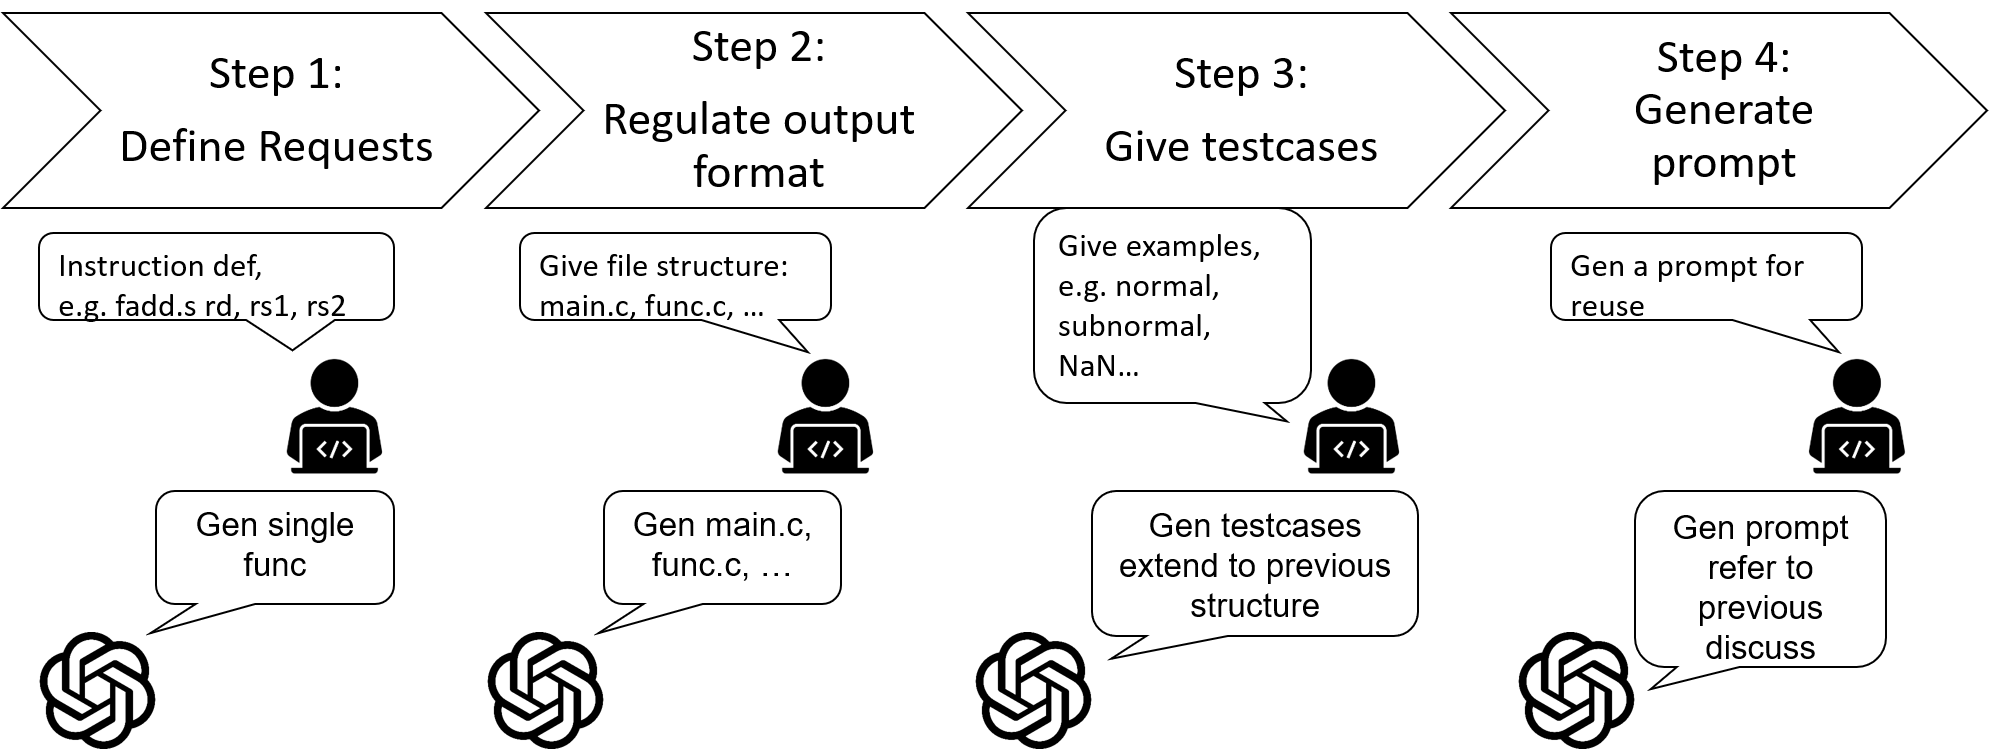 Step 1:
Define Requests
Step 2:
Regulate output
format
Step 3:
Give testcases
Step 4:
Generate
prompt
Instruction def,
e.g. fadd.s rd, rs1, rs2
Give file structure:
main.c, func.c, ...
Give examples,
e.g. normal,
subnormal,
NaN...
Gen a prompt for
reuse
</>
</>
</>
</>
Gen single
func
Gen main.c,
func.c, ...
Gen testcases
extend to previous
structure
Gen prompt
refer to
previous
discuss